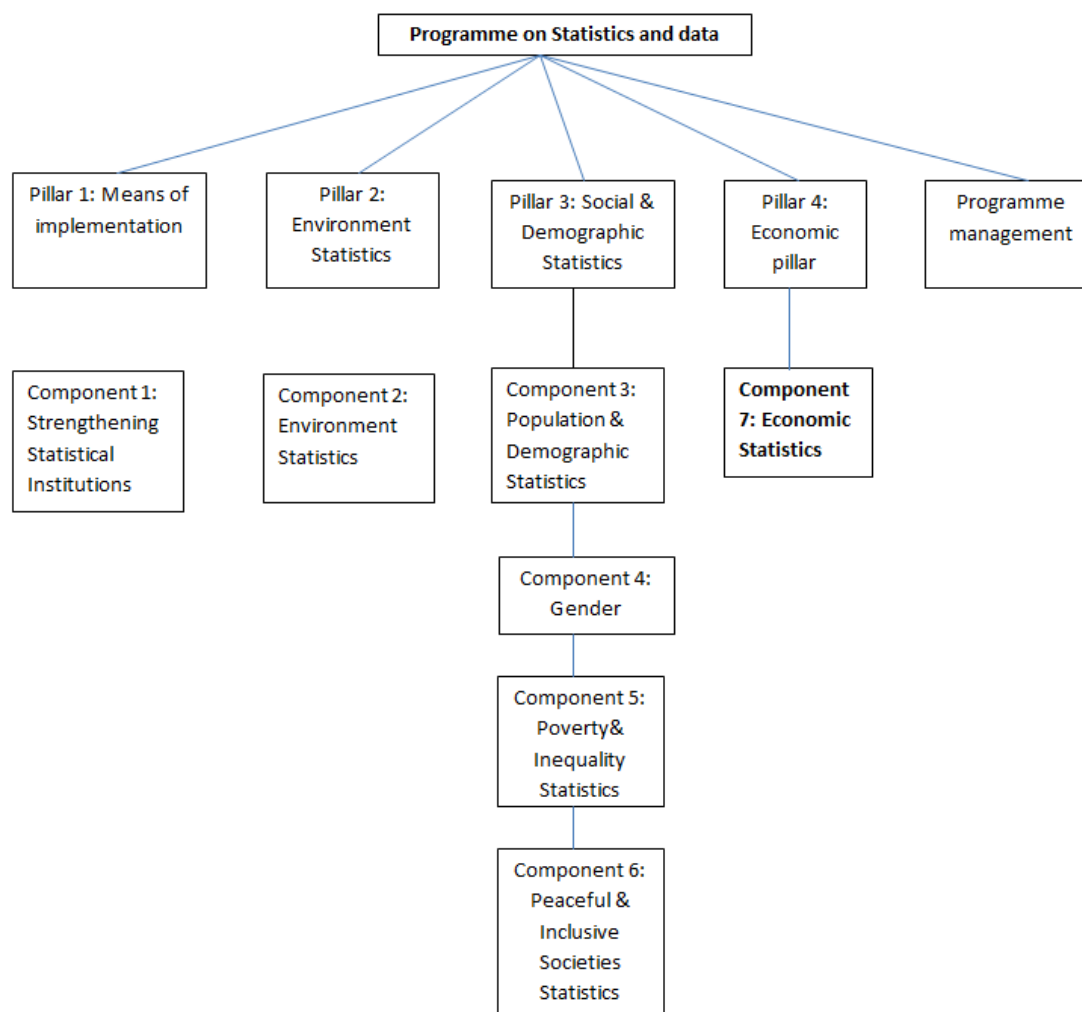 Programme on Statistics and data
Pillar 1: Means of
implementation
Pillar 2:
Environment
Statistics
Pillar 3: Social &
Demographic
Statistics
Pillar 4:
Economic
pillar
Programme
management
Component 1:
Strengthening
Statistical
Institutions
Component 2:
Environment
Statistics
Component 3:
Population &
Demographic
Statistics
Component
7: Economic
Statistics
Component 4:
Gender
Component 5:
Poverty&
Inequality
Statistics
Component 6:
Peaceful &
Inclusive
Societies
Statistics